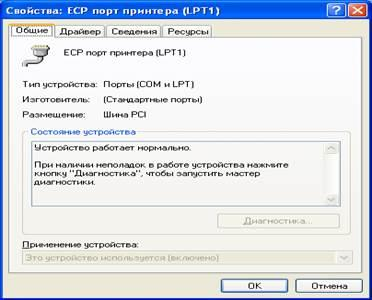 Свойства: ECP порт принтера (LPT1)
Общие Драйвер Сведения Ресурсы
ECP порт принтера (LPT1)
Тип устройства: Порты (COM и LPT)
Изготовитель: (Стандартные порты)
Размещение: Шина PCI
Состояние устройства
Устройство работает нормально.
При наличии неполадок в работе устройства нажмите
кнопку "Диагностика", чтобы запустить мастер
диагностики.
Диагностика...
Применение устройства:
Это устройство используется (включено)
OK Отмена